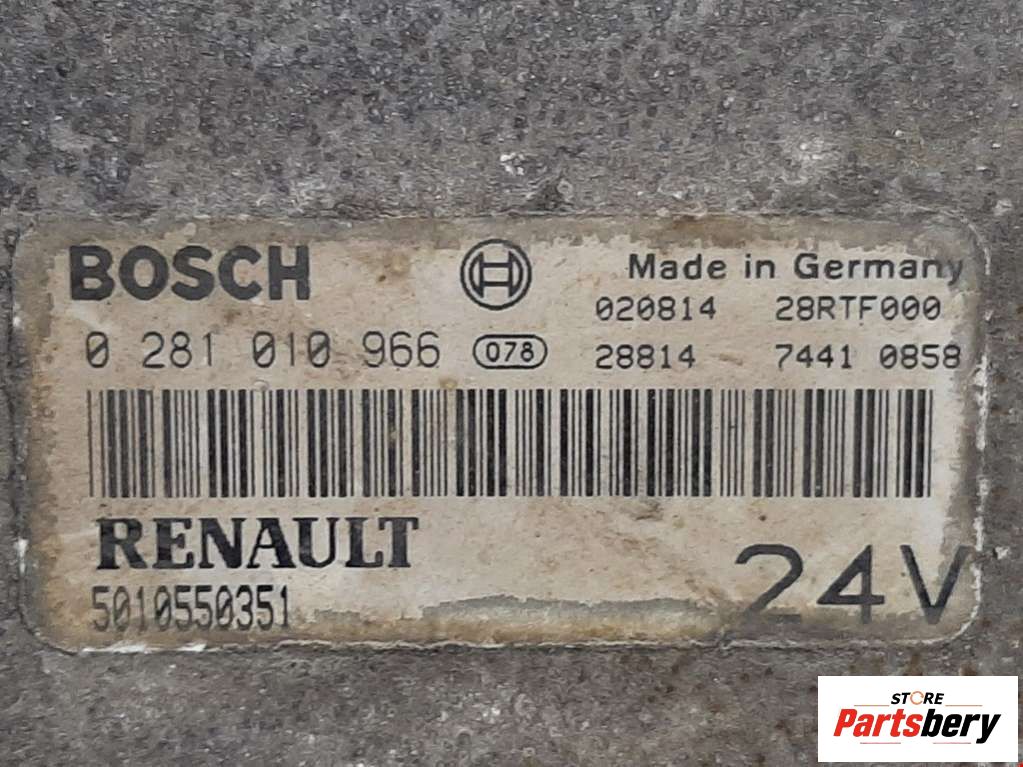 BOSCH
Made in Germany
020814 28RTF000
0 281 010 966 078 28814 7441 0858
RENAULT
5010550351
24V
STORE
Partsbery